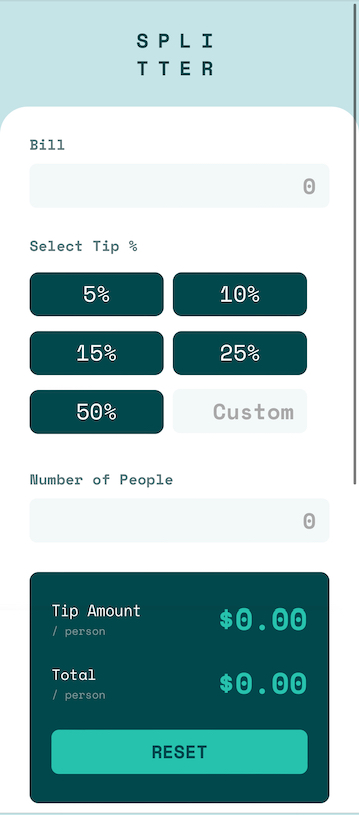 SPLI
TTER
Bill
0
Select Tip %
5%
10%
15%
25%
50%
Custom
Number of People
0
Tip Amount
/ person
$0.00
Total
/ person
$0.00
RESET